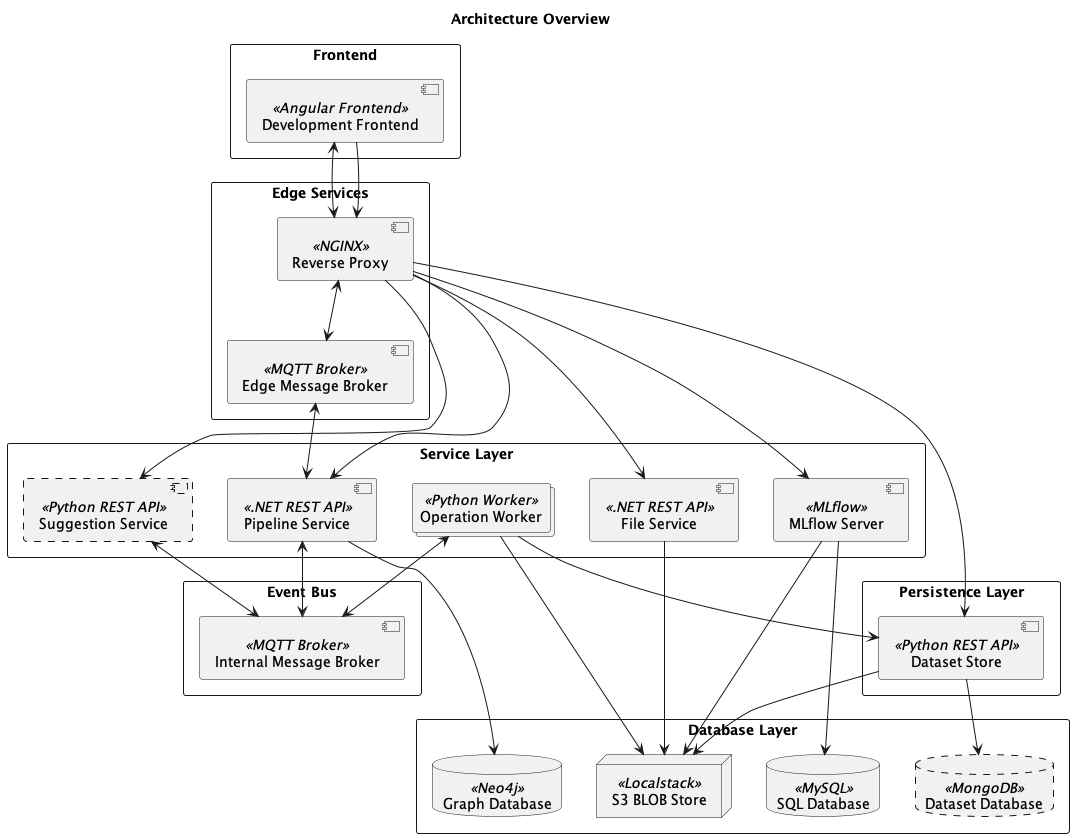 Architecture Overview
Frontend
«Angular Frontend»
Development Frontend
Edge Services
«NGINX»
Reverse Proxy
«MQTT Broker»
Edge Message Broker
Service Layer
«Python REST API»
Suggestion Service
«.NET REST API»
Pipeline Service
«Python Worker»
Operation Worker
«.NET REST API»
File Service
«MLflow»
MLflow Server
Event Bus
«MQTT Broker»
Internal Message Broker
Persistence Layer
«Python REST API»
Dataset Store
Database Layer
«Neo4j»
Graph Database
«Localstack»
S3 BLOB Store
«MySQL»
SQL Database
«MongoDB»
Dataset Database